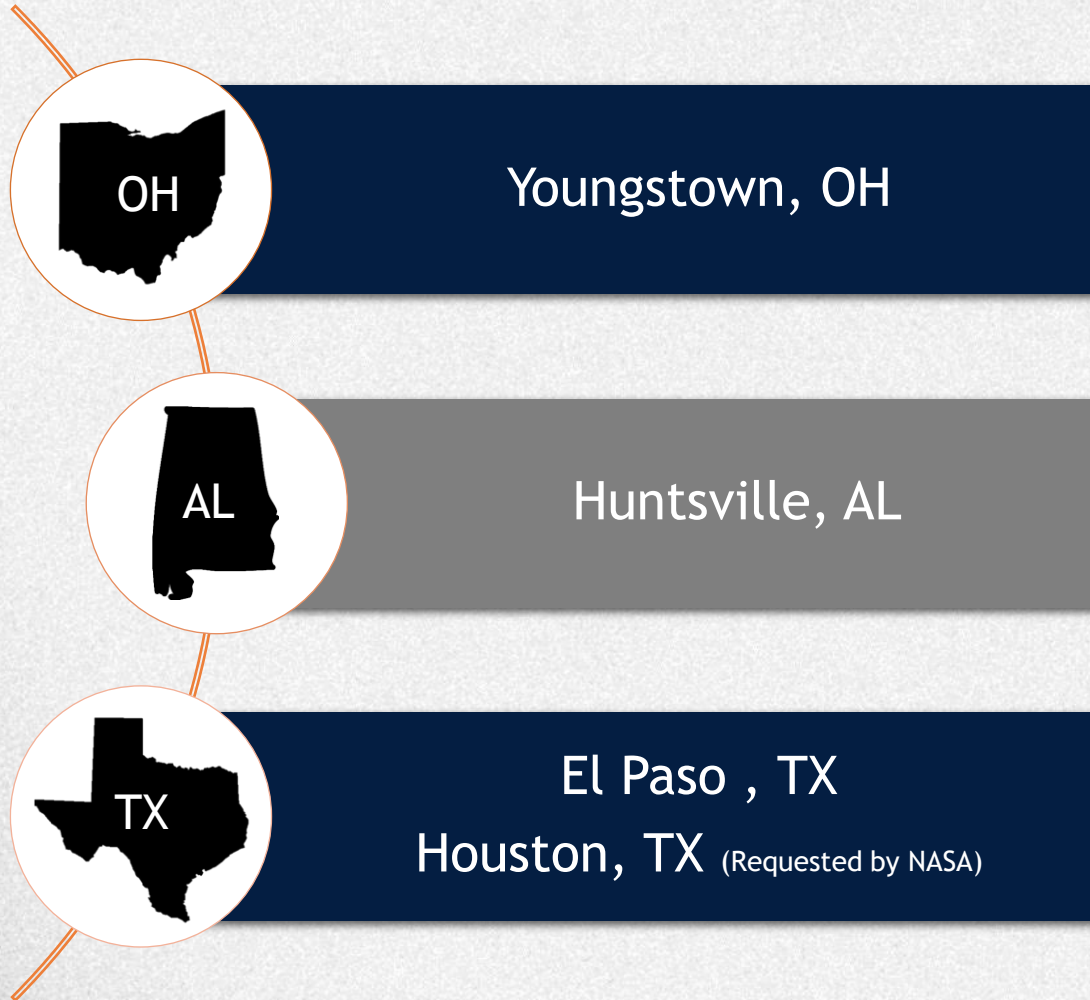 OH
Youngstown, OH
AL
Huntsville, AL
TX
El Paso , TX
Houston, TX (Requested by NASA)